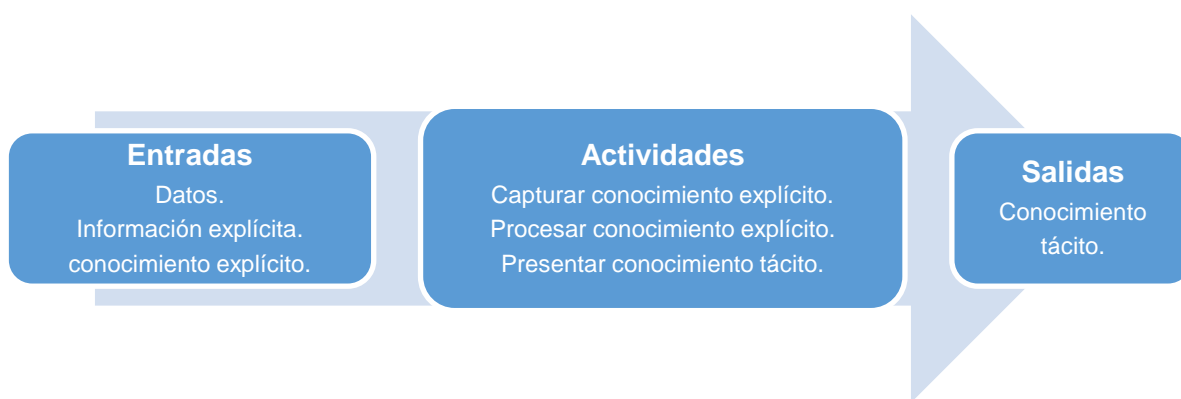 Entradas
Datos.
Información explícita.
conocimiento explícito.
Actividades
Capturar conocimiento explícito.
Procesar conocimiento explícito.
Presentar conocimiento tácito.
Salidas
Conocimiento
tácito.